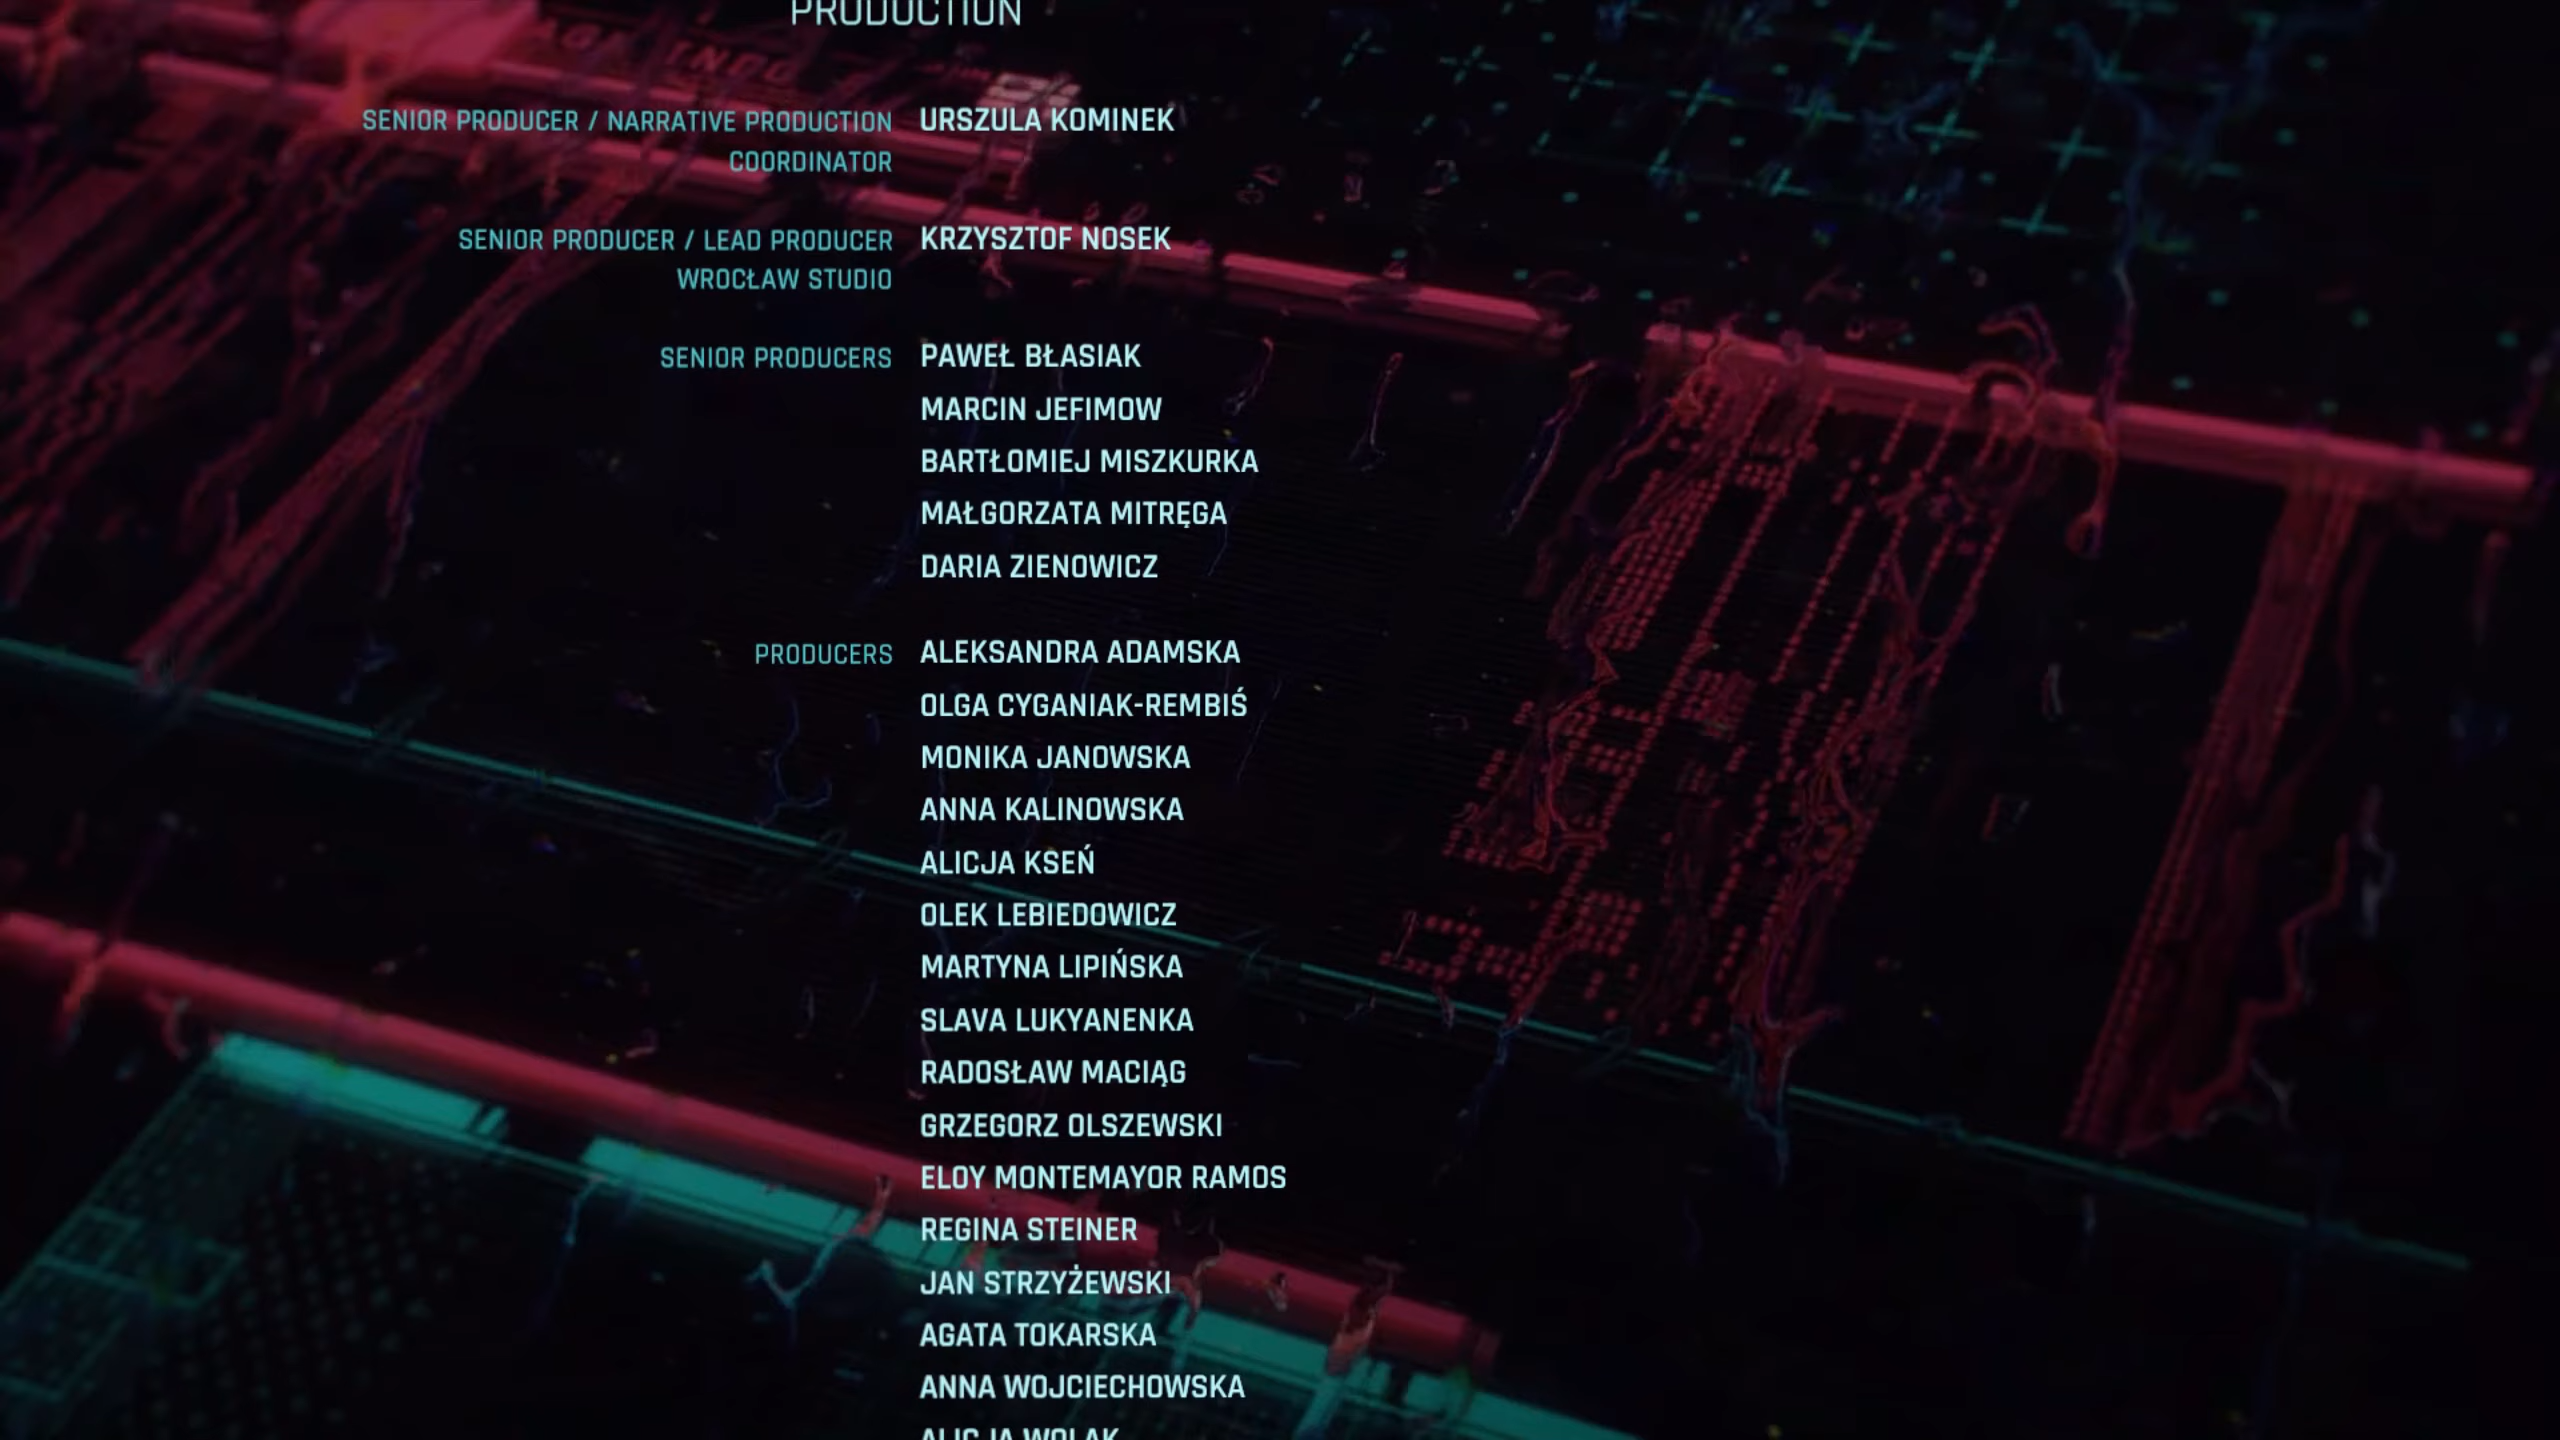 PRODUCTION
SENIOR PRODUCER / NARRATIVE PRODUCTION URSZULA KOMINEK
COORDINATOR
SENIOR PRODUCER / LEAD PRODUCER KRZYSZTOF NOSEK
WROCŁAW STUDIO
SENIOR PRODUCERS PAWEŁ BŁASIAK
MARCIN JEFIMOW
BARTŁOMIEJ MISZKURKA
MAŁGORZATA MITRĘGA
DARIA ZIENOWICZ
PRODUCERS ALEKSANDRA ADAMSKA
OLGA CYGANIAK-REMBIŚ
MONIKA JANOWSKA
ANNA KALINOWSKA
ALICJA KSEŃ
OLEK LEBIEDOWICZ
MARTYNA LIPIŃSKA
SLAVA LUKYANENKA
RADOSŁAW MACIĄG
GRZEGORZ OLSZEWSKI
ELOY MONTEMAYOR RAMOS
REGINA STEINER
JAN STRZYŻEWSKI
AGATA TOKARSKA
ANNA WOJCIECHOWSKA
ALICJA WOLAK